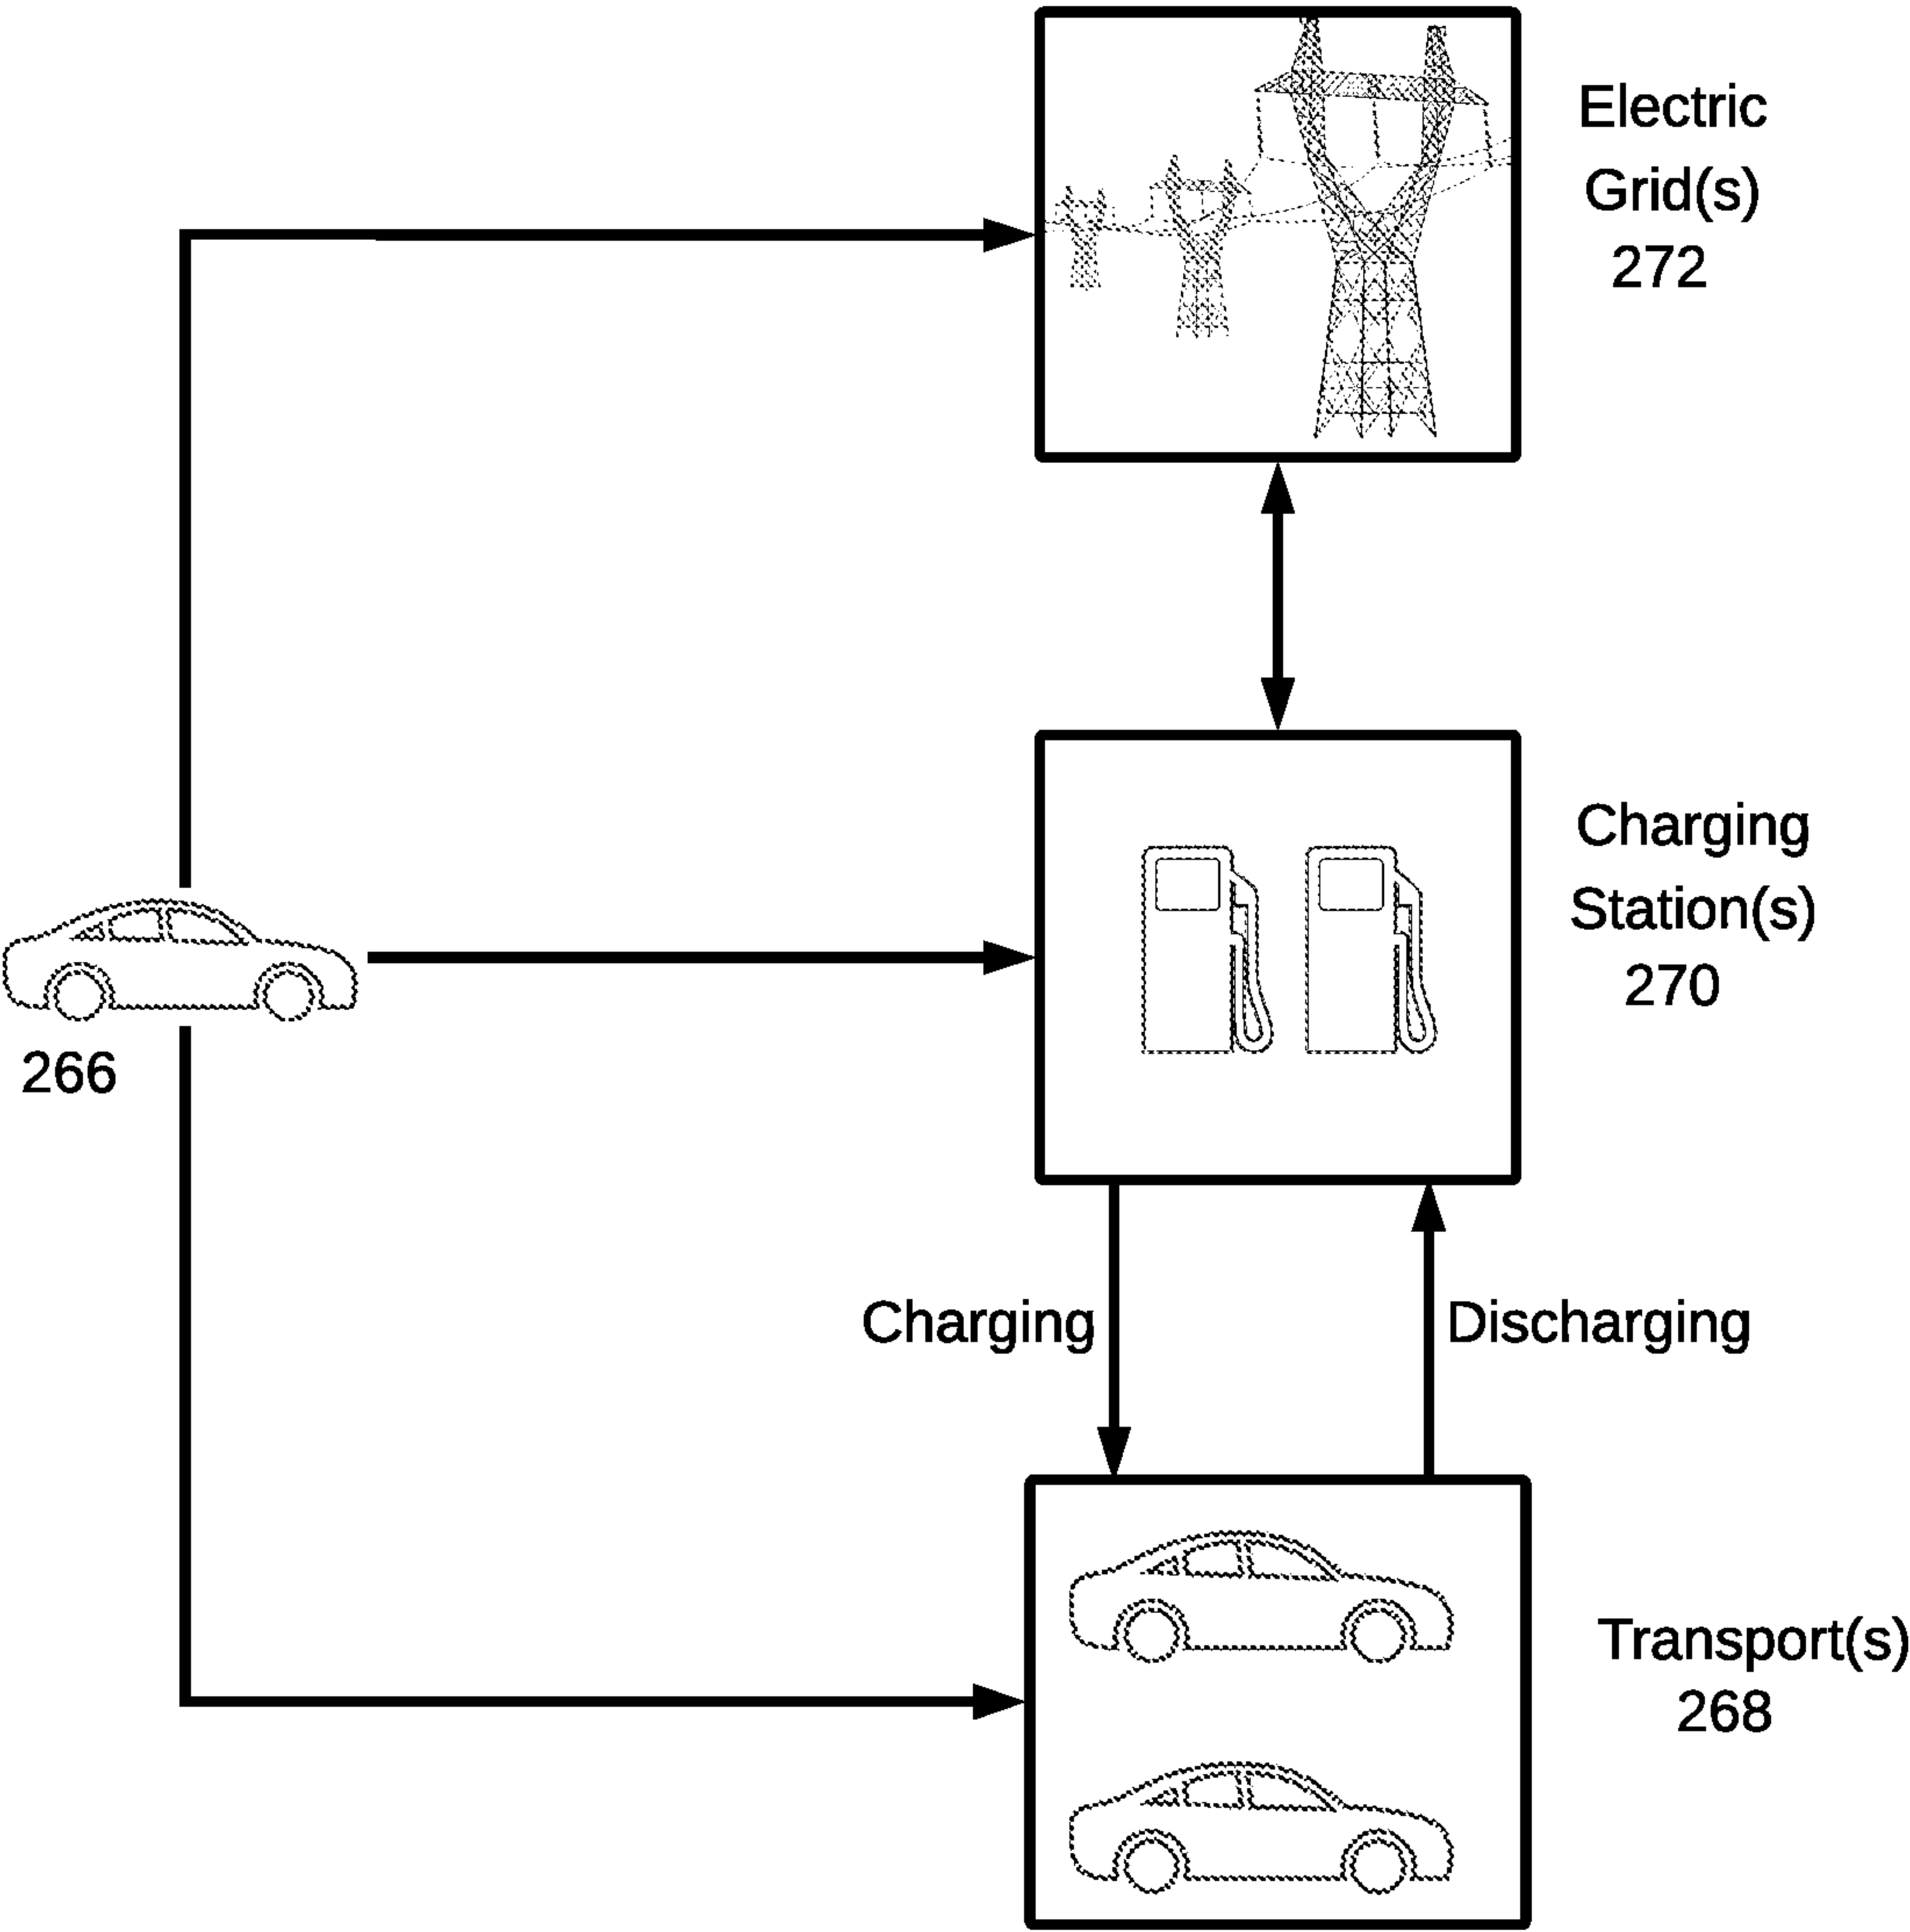 Electric
Grid(s)
272
Charging
Station(s)
270
266
Charging
Discharging
Transport(s)
268